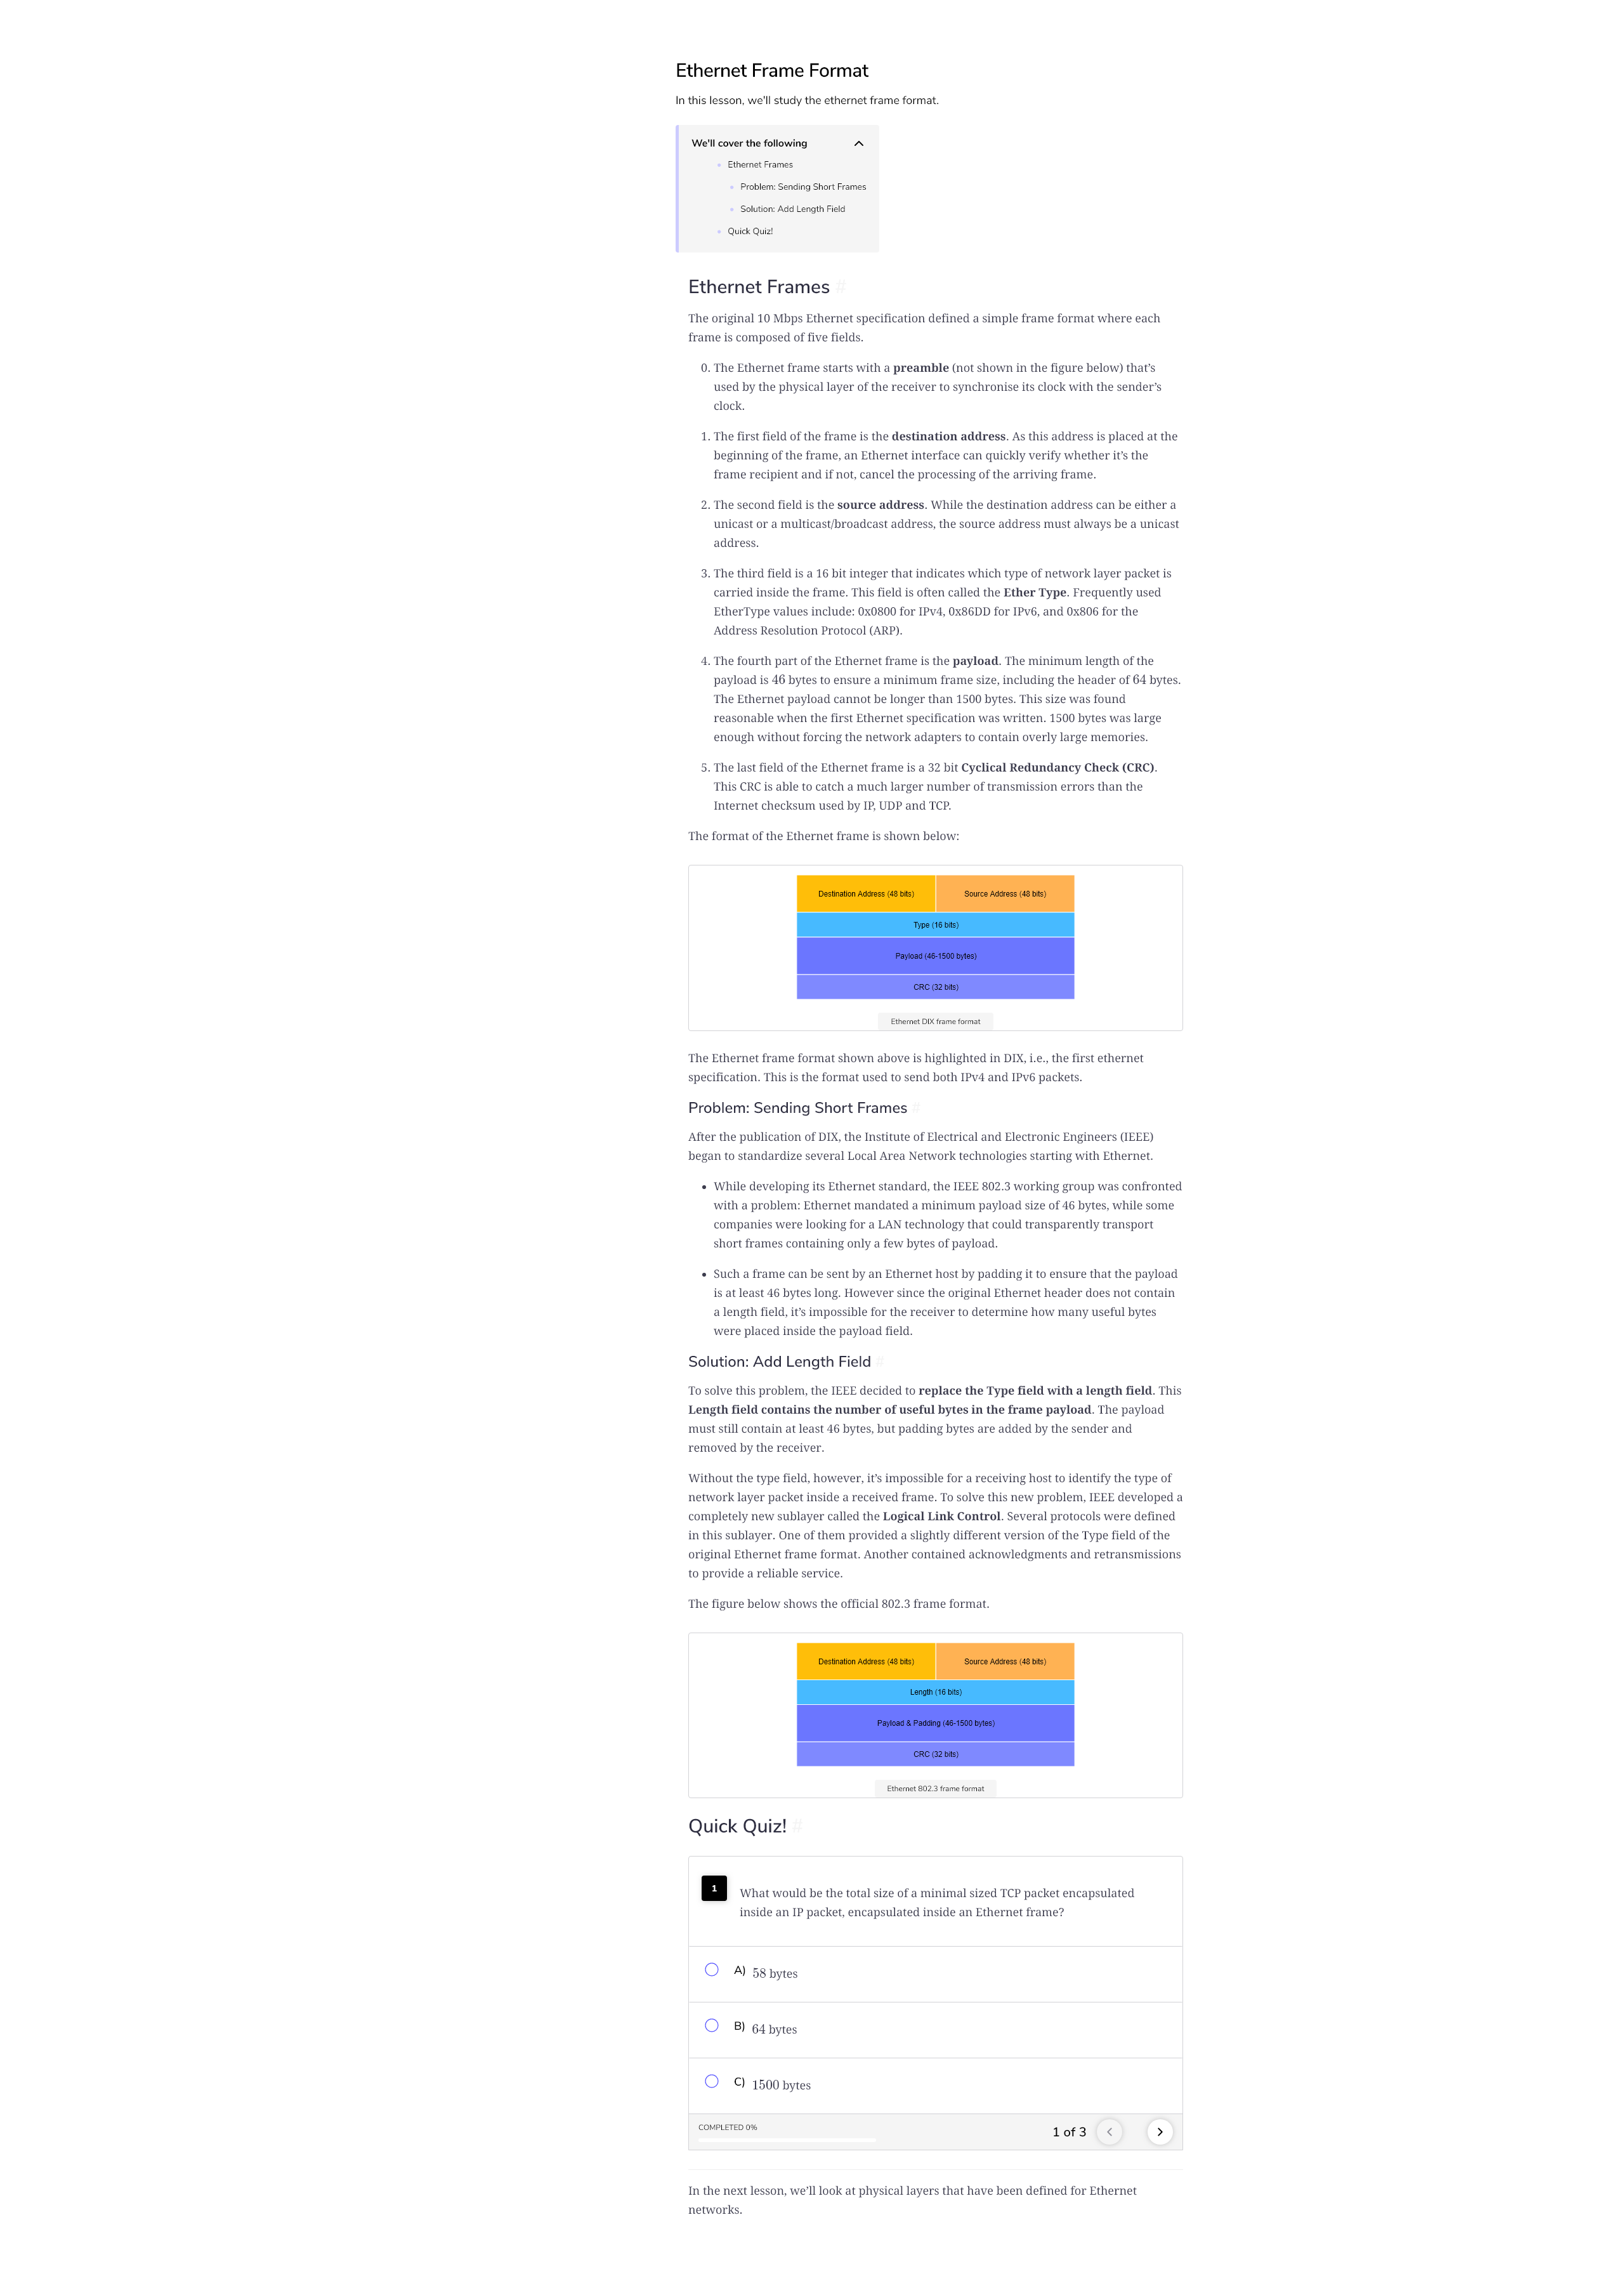 Ethernet Frame Format
In this lesson, we'll study the ethernet frame format.
We'll cover the following
Ethernet Frames
Problem: Sending Short Frames
Solution: Add Length Field
Quick Quiz!
Ethernet Frames #
The original 10 Mbps Ethernet specification defined a simple frame format where each
frame is composed of five fields.
0. The Ethernet frame starts with a preamble (not shown in the figure below) that’s
used by the physical layer of the receiver to synchronise its clock with the sender’s
clock.
1. The first field of the frame is the destination address. As this address is placed at the
beginning of the frame, an Ethernet interface can quickly verify whether it’s the
frame recipient and if not, cancel the processing of the arriving frame.
2. The second field is the source address. While the destination address can be either a
unicast or a multicast/broadcast address, the source address must always be a unicast
address.
3. The third field is a 16 bit integer that indicates which type of network layer packet is
carried inside the frame. This field is often called the Ether Type. Frequently used
EtherType values include: 0x0800 for IPv4, 0x86DD for IPv6, and 0x806 for the
Address Resolution Protocol (ARP).
4. The fourth part of the Ethernet frame is the payload. The minimum length of the
payload is 46 bytes to ensure a minimum frame size, including the header of 64 bytes.
The Ethernet payload cannot be longer than 1500 bytes. This size was found
reasonable when the first Ethernet specification was written. 1500 bytes was large
enough without forcing the network adapters to contain overly large memories.
5. The last field of the Ethernet frame is a 32 bit Cyclical Redundancy Check (CRC).
This CRC is able to catch a much larger number of transmission errors than the
Internet checksum used by IP, UDP and TCP.
The format of the Ethernet frame is shown below:
Destination Address (48 bits) Source Address (48 bits)
Type (16 bits)
Payload (46-1500 bytes)
CRC (32 bits)
Ethernet DIX frame format
The Ethernet frame format shown above is highlighted in DIX, i.e., the first ethernet
specification. This is the format used to send both IPv4 and IPv6 packets.
Problem: Sending Short Frames #
After the publication of DIX, the Institute of Electrical and Electronic Engineers (IEEE)
began to standardize several Local Area Network technologies starting with Ethernet.
• While developing its Ethernet standard, the IEEE 802.3 working group was confronted
with a problem: Ethernet mandated a minimum payload size of 46 bytes, while some
companies were looking for a LAN technology that could transparently transport
short frames containing only a few bytes of payload.
• Such a frame can be sent by an Ethernet host by padding it to ensure that the payload
is at least 46 bytes long. However since the original Ethernet header does not contain
a length field, it’s impossible for the receiver to determine how many useful bytes
were placed inside the payload field.
Solution: Add Length Field #
To solve this problem, the IEEE decided to replace the Type field with a length field. This
Length field contains the number of useful bytes in the frame payload. The payload
must still contain at least 46 bytes, but padding bytes are added by the sender and
removed by the receiver.
Without the type field, however, it’s impossible for a receiving host to identify the type of
network layer packet inside a received frame. To solve this new problem, IEEE developed a
completely new sublayer called the Logical Link Control. Several protocols were defined
in this sublayer. One of them provided a slightly different version of the Type field of the
original Ethernet frame format. Another contained acknowledgments and retransmissions
to provide a reliable service.
The figure below shows the official 802.3 frame format.
Destination Address (48 bits) Source Address (48 bits)
Length (16 bits)
Payload & Padding (46-1500 bytes)
CRC (32 bits)
Ethernet 802.3 frame format
Quick Quiz! #
1
What would be the total size of a minimal sized TCP packet encapsulated
inside an IP packet, encapsulated inside an Ethernet frame?
A) 58 bytes
B) 64 bytes
C) 1500 bytes
COMPLETED 0%
1 of 3
In the next lesson, we’ll look at physical layers that have been defined for Ethernet
networks.